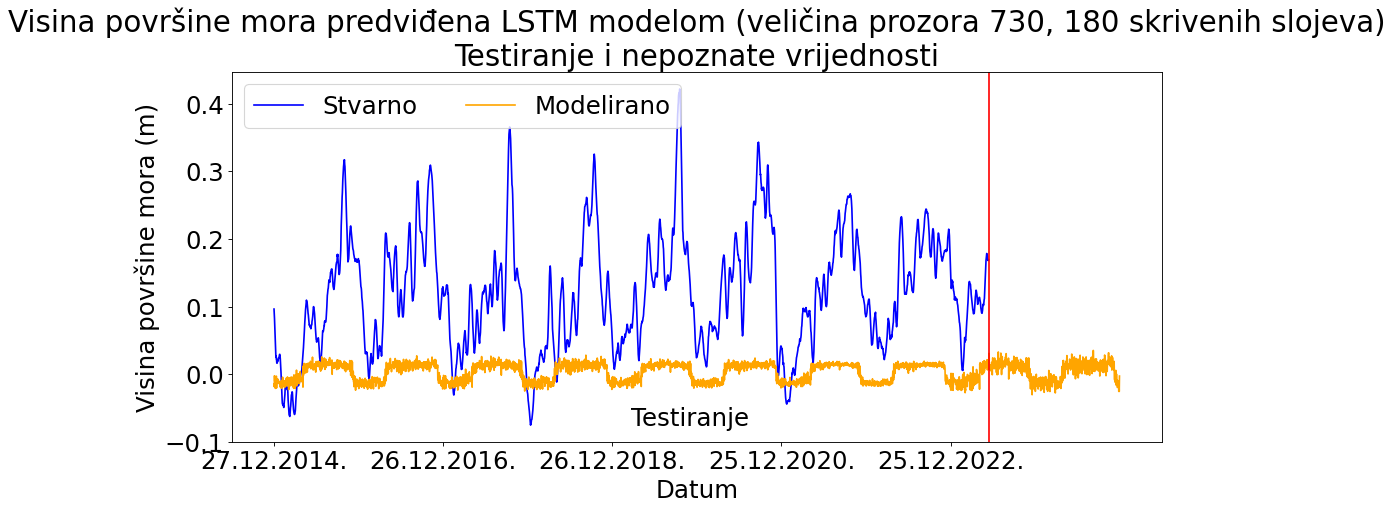 Visina površine mora predviđena LSTM modelom (veličina prozora 730, 180 skrivenih slojeva)
Testiranje i nepoznate vrijednosti
Stvarno Modelirano
Visina površine mora (m)
0.4
0.3
0.2
0.1
0.0
−0.1
Testiranje
27.12.2014. 26.12.2016. 26.12.2018. 25.12.2020. 25.12.2022.
Datum